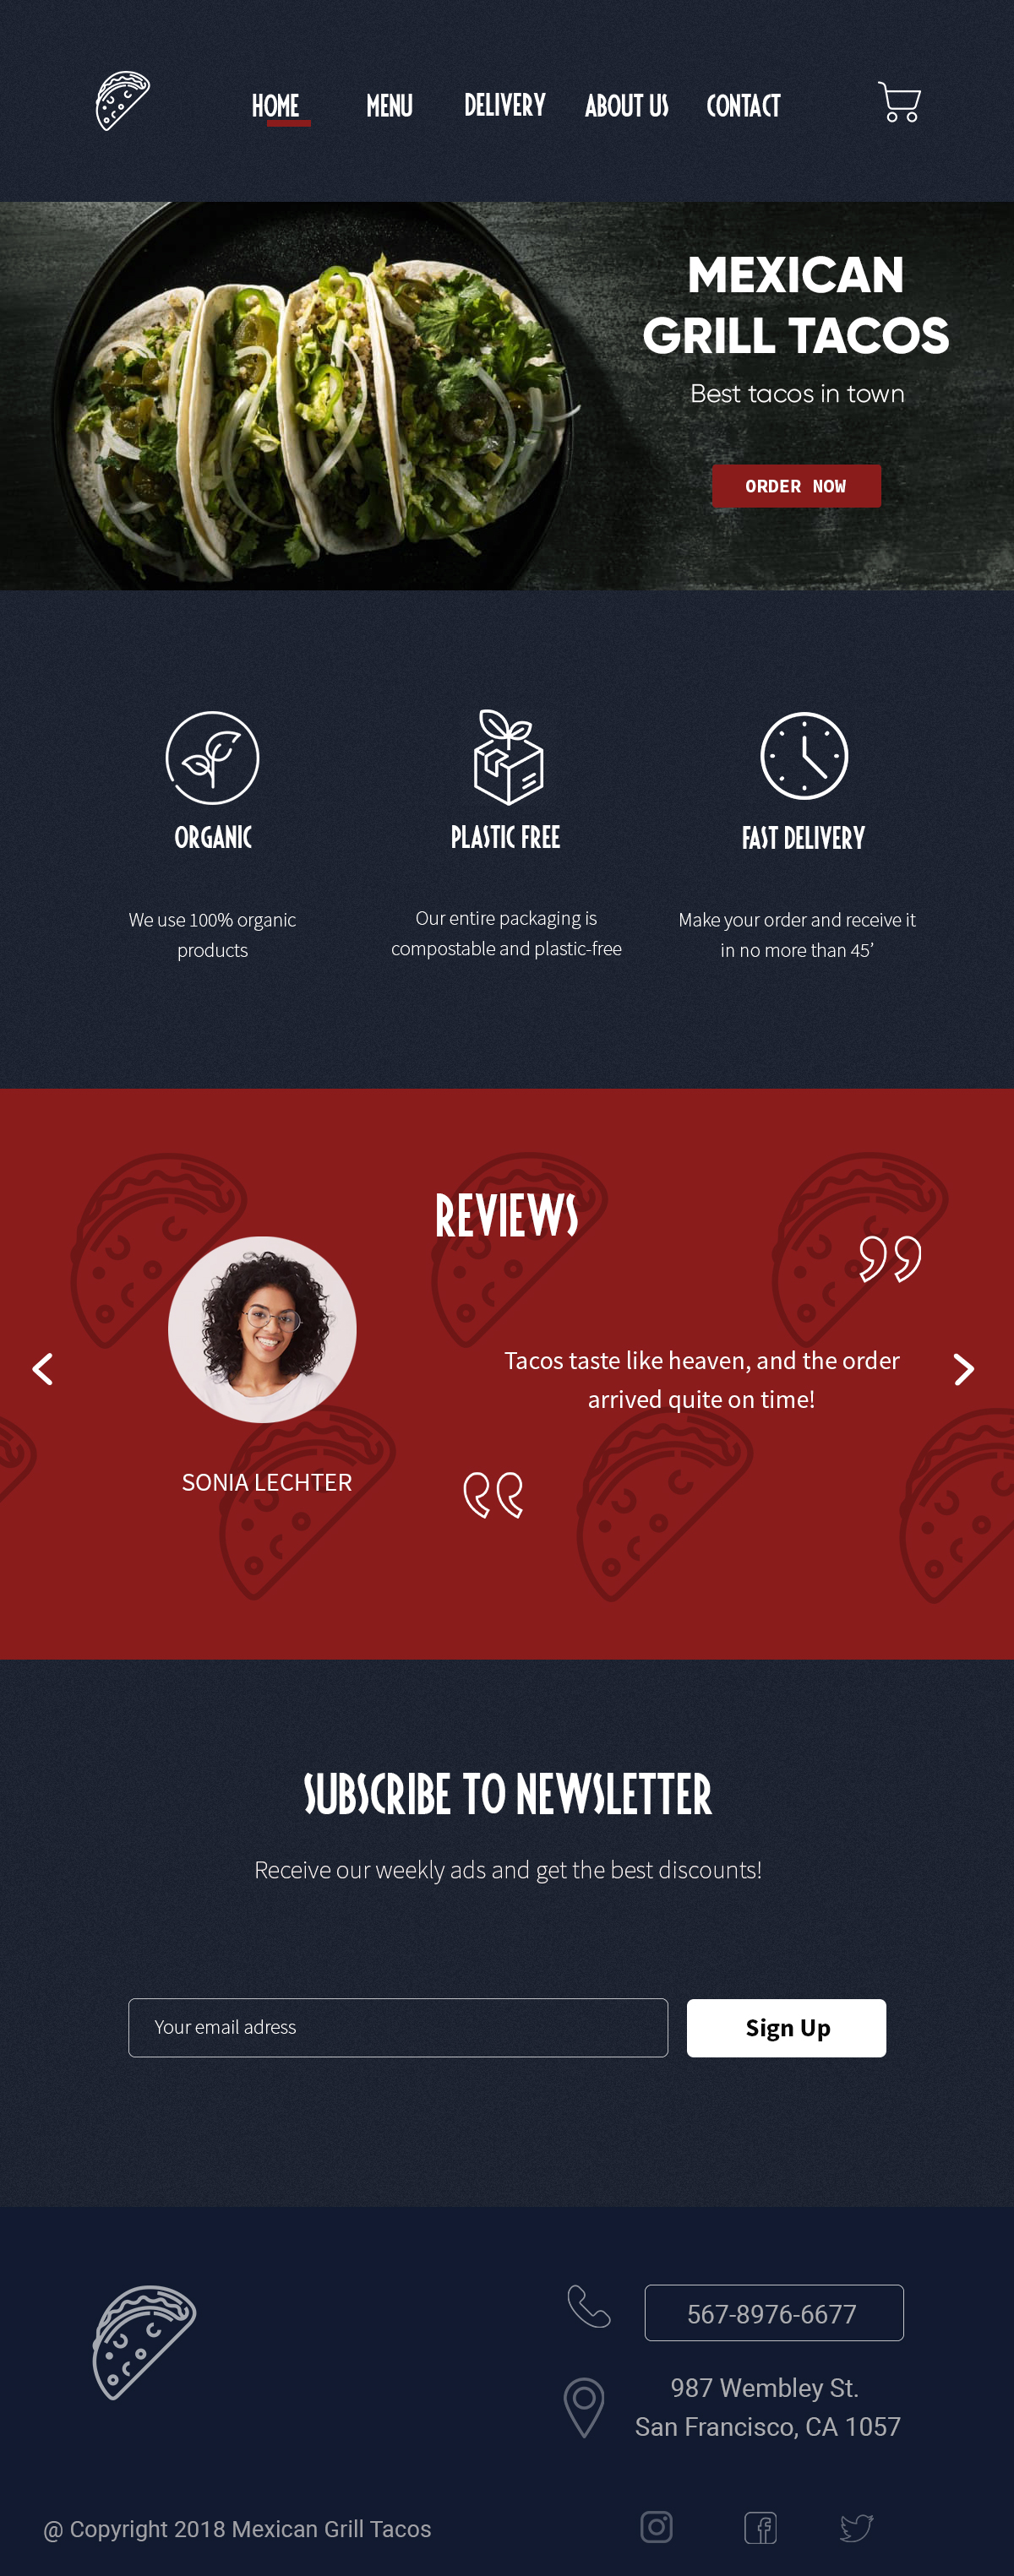 HOME MENU DELIVERY ABOUT US CONTACT
MEXICAN
GRILL TACOS
Best tacos in town
ORDER NOW
ORGANIC
We use 100% organic
products
PLASTIC FREE
Our entire packaging is
compostable and plastic-free
FAST DELIVERY
Make your order and receive it
in no more than 45’
REVIEWS
Tacos taste like heaven, and the order
arrived quite on time!
SONIA LECHTER
SUBSCRIBE TO NEWSLETTER
Receive our weekly ads and get the best discounts!
Your email adress
Sign Up
567-8976-6677
987 Wembley St.
San Francisco, CA 1057
@ Copyright 2018 Mexican Grill Tacos